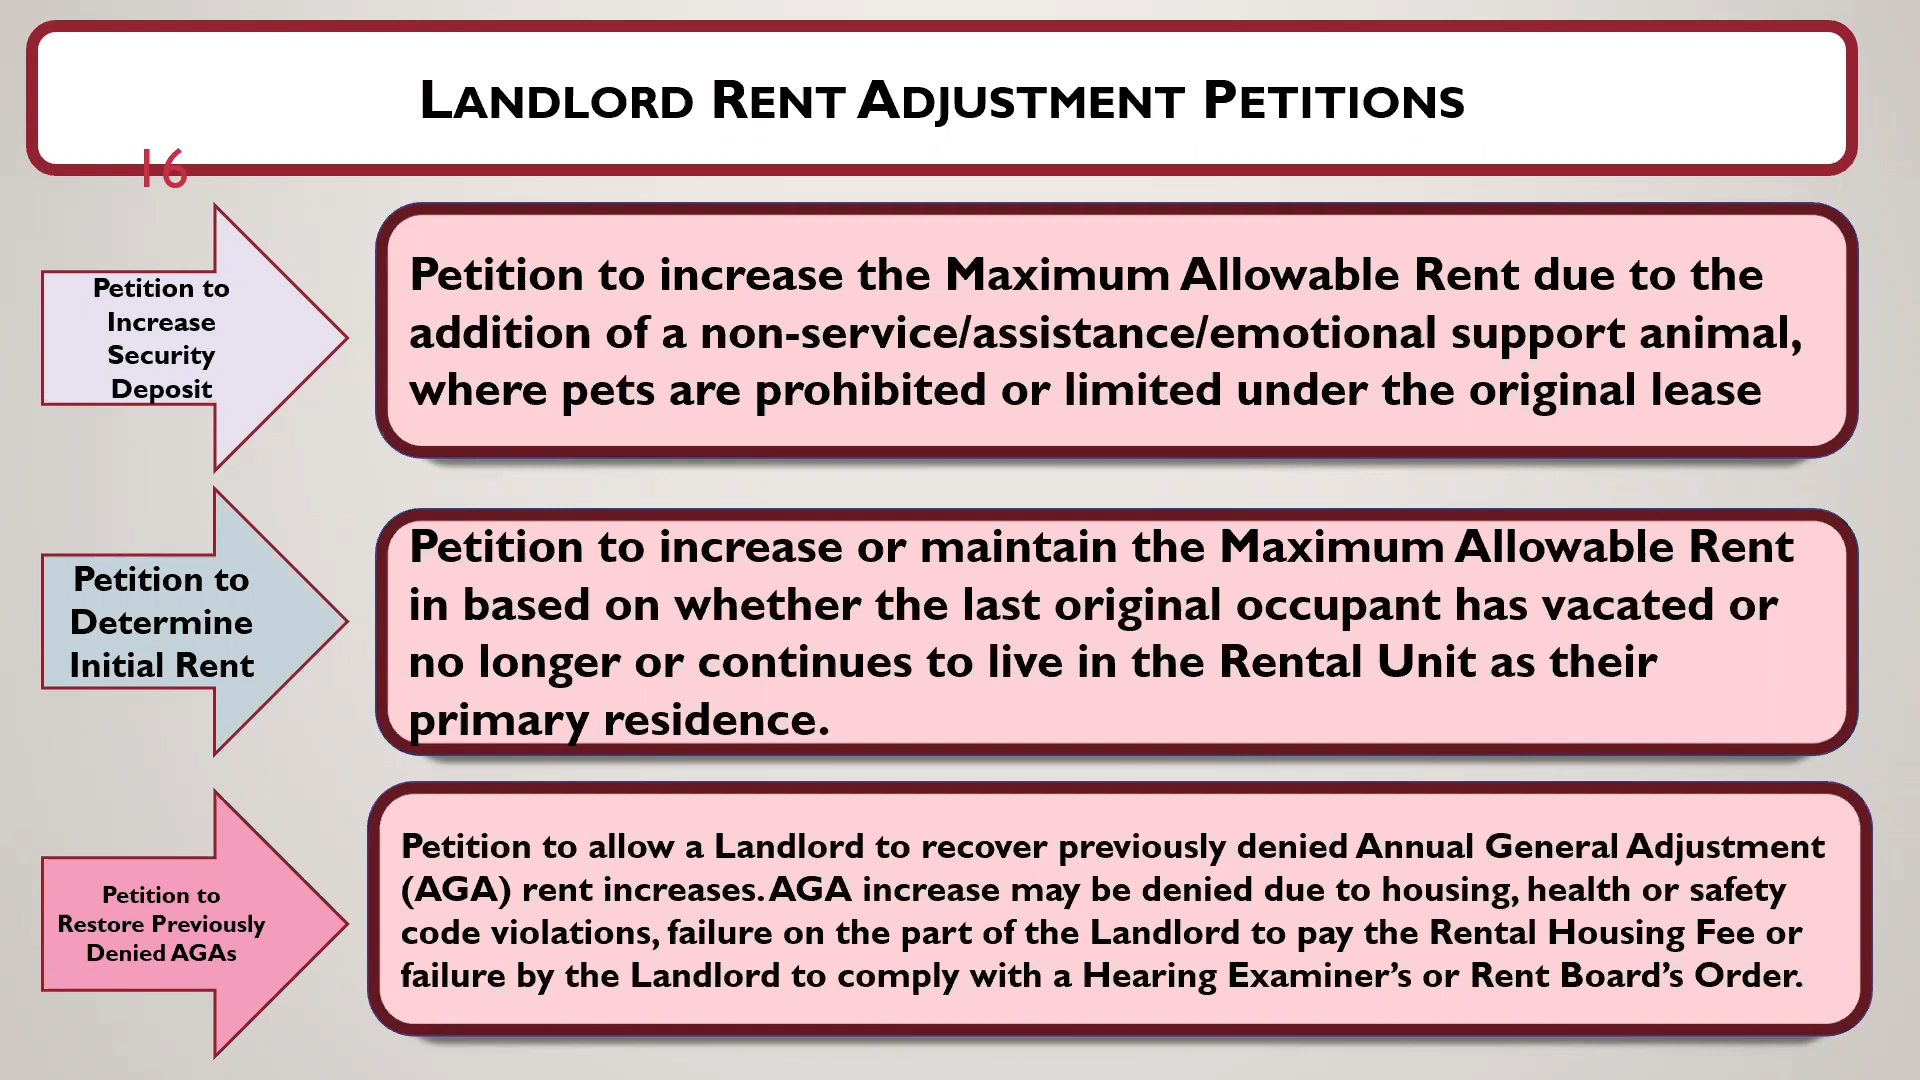 LANDLORD RENT ADJUSTMENT PETITIONS
16
Petition to
Increase
Security
Deposit
Petition to increase the Maximum Allowable Rent due to the
addition of a non-service/assistance/emotional support animal,
where pets are prohibited or limited under the original lease
Petition to
Determine
Initial Rent
Petition to increase or maintain the Maximum Allowable Rent
in based on whether the last original occupant has vacated or
no longer or continues to live in the Rental Unit as their
primary residence.
Petition to
Restore Previously
Denied AGAs
Petition to allow a Landlord to recover previously denied Annual General Adjustment
(AGA) rent increases. AGA increase may be denied due to housing, health or safety
code violations, failure on the part of the Landlord to pay the Rental Housing Fee or
failure by the Landlord to comply with a Hearing Examiner’s or Rent Board’s Order.